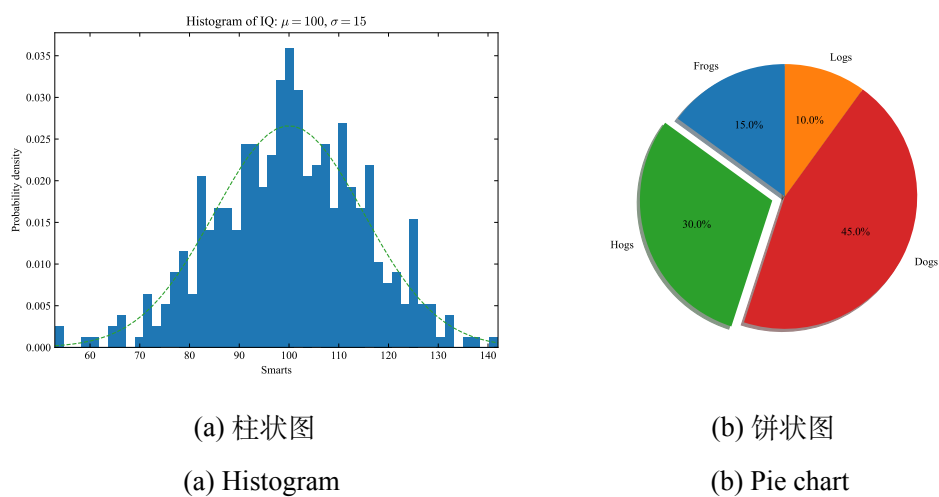 Histogram of IQ: μ = 100, σ = 15
0.035
0.030
0.025
0.020
0.015
0.010
0.005
0.000
Probability density
60 70 80 90 100 110 120 130 140
Smarts
Frogs
Logs
15.0%
10.0%
30.0%
45.0%
Hogs
Dogs
(a) 柱状图
(b) 饼状图
(a) Histogram
(b) Pie chart